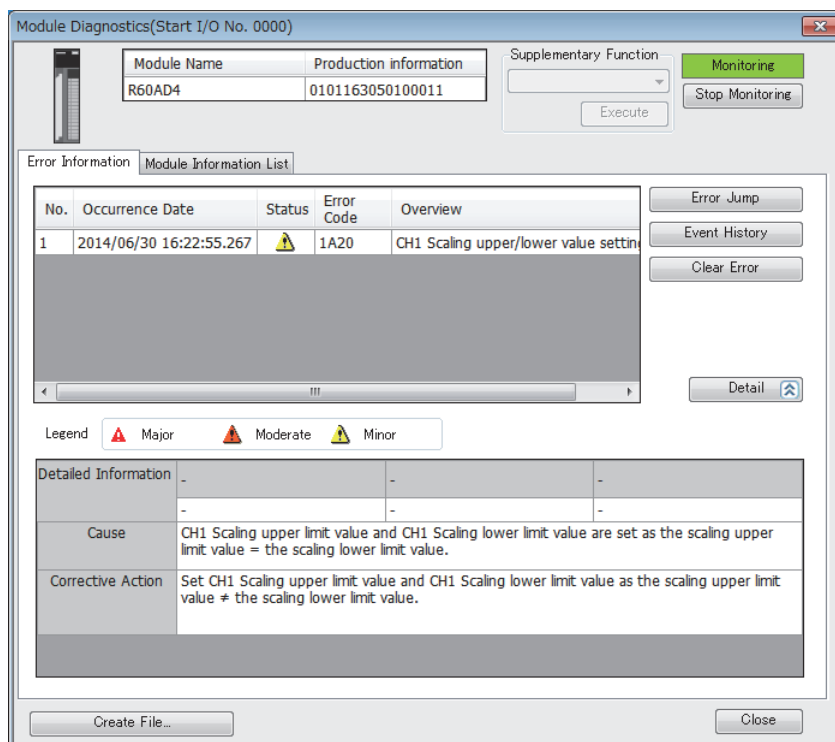 Module Diagnostics(Start I/O No. 0000)
Module Name Production information
R60AD4 0101163050100011
Supplementary Function
Execute
Monitoring
Stop Monitoring
Error Information Module Information List
No. Occurrence Date Status Error Code Overview
1 2014/06/30 16:22:55.267 1A20 CH1 Scaling upper/lower value setting
Error Jump
Event History
Clear Error
Detail
Legend Major Moderate Minor
Detailed Information - - -
- - -
Cause CH1 Scaling upper limit value and CH1 Scaling lower limit value are set as the scaling upper
limit value = the scaling lower limit value.
Corrective Action Set CH1 Scaling upper limit value and CH1 Scaling lower limit value as the scaling upper limit
value ≠ the scaling lower limit value.
Create File...
Close